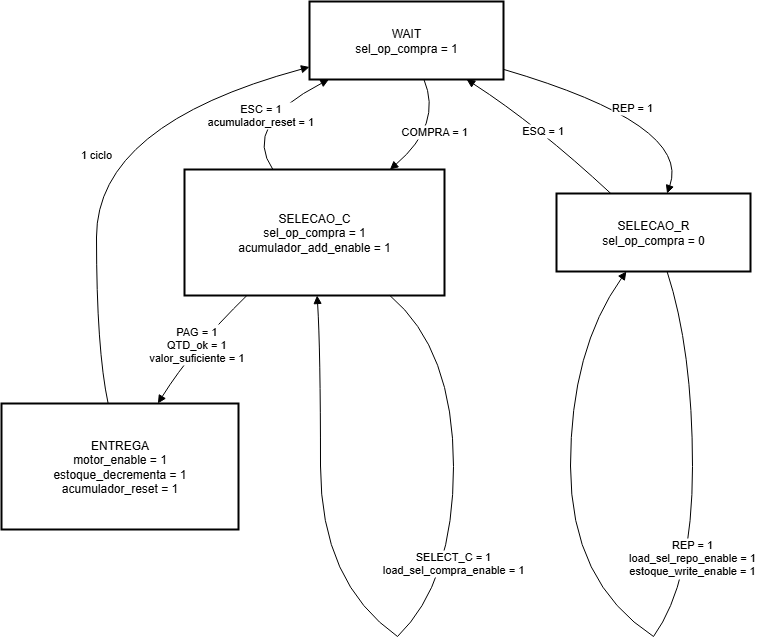 WAIT
sel_op_compra = 1
ESC = 1
acumulador_reset = 1
COMPRA = 1
ESQ = 1
REP = 1
1 ciclo
SELECAO_C
sel_op_compra = 1
acumulador_add_enable = 1
SELECAO_R
sel_op_compra = 0
PAG = 1
QTD_ok = 1
valor_suficiente = 1
ENTREGA
motor_enable = 1
estoque_decrementa = 1
acumulador_reset = 1
SELECT_C = 1
load_sel_compra_enable = 1
REP = 1
load_sel_repo_enable = 1
estoque_write_enable = 1